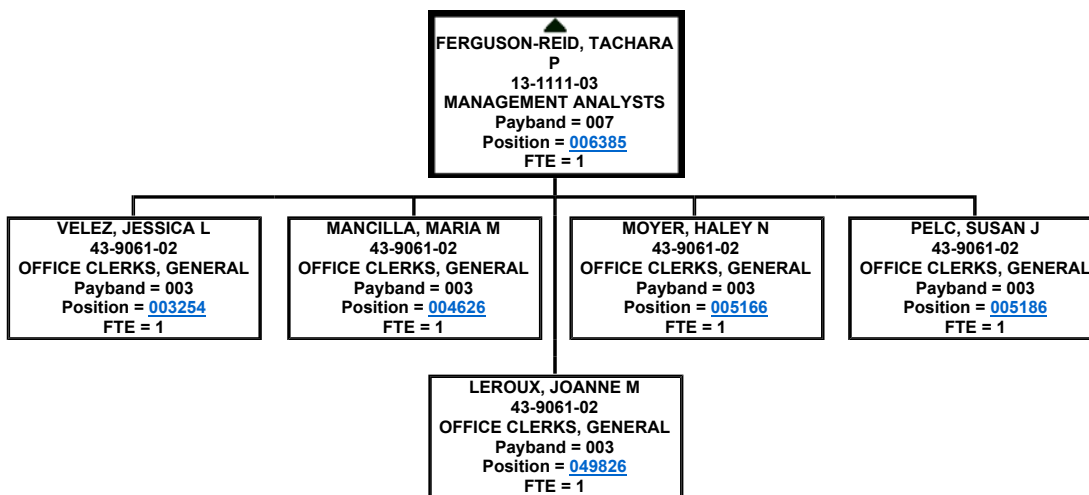 FERGUSON-REID, TACHARA
P
13-1111-03
MANAGEMENT ANALYSTS
Payband = 007
Position = 006385
FTE = 1
VELEZ, JESSICA L
43-9061-02
OFFICE CLERKS, GENERAL
Payband = 003
Position = 003254
FTE = 1
MANCILLA, MARIA M
43-9061-02
OFFICE CLERKS, GENERAL
Payband = 003
Position = 004626
FTE = 1
MOYER, HALEY N
43-9061-02
OFFICE CLERKS, GENERAL
Payband = 003
Position = 005166
FTE = 1
PELC, SUSAN J
43-9061-02
OFFICE CLERKS, GENERAL
Payband = 003
Position = 005186
FTE = 1
LEROUX, JOANNE M
43-9061-02
OFFICE CLERKS, GENERAL
Payband = 003
Position = 049826
FTE = 1